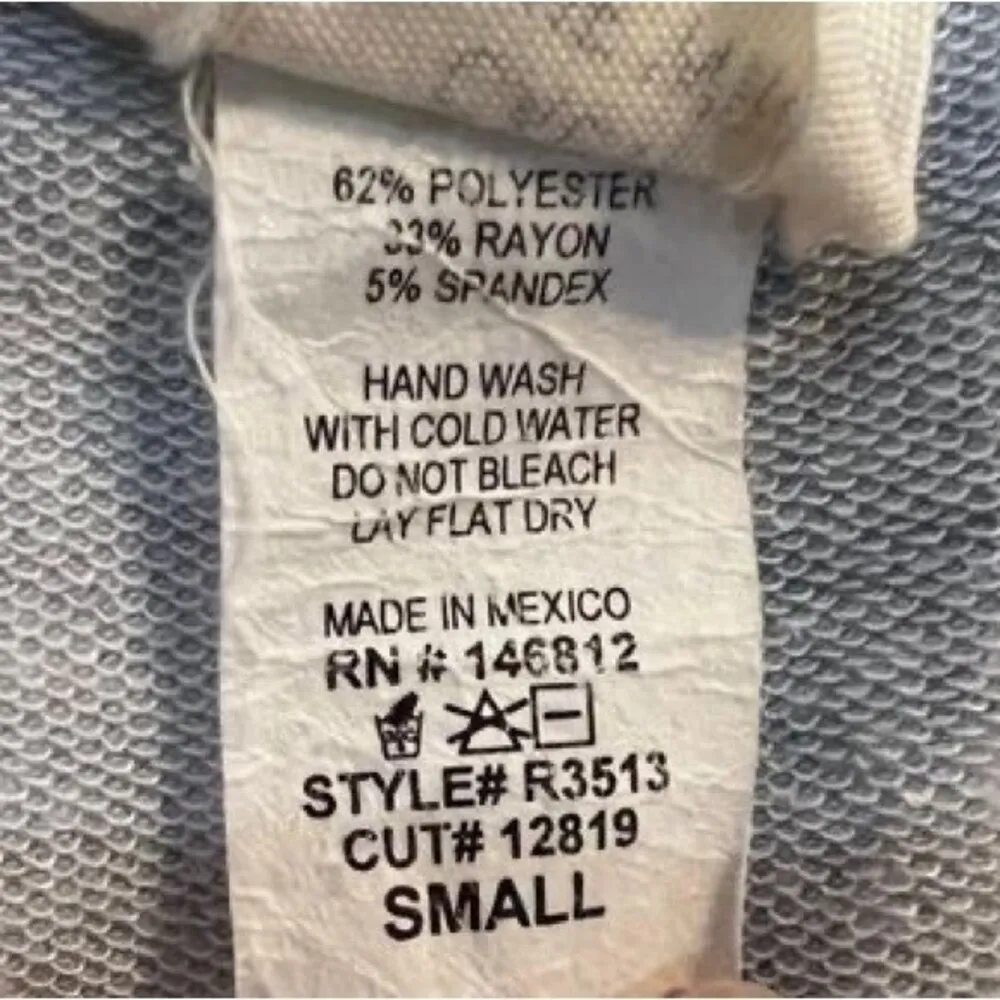 62% POLYESTER
33% RAYON
5% SPANDEX
HAND WASH
WITH COLD WATER
DO NOT BLEACH
LAY FLAT DRY
MADE IN MEXICO
RN # 146812
STYLE# R3513
CUT# 12819
SMALL